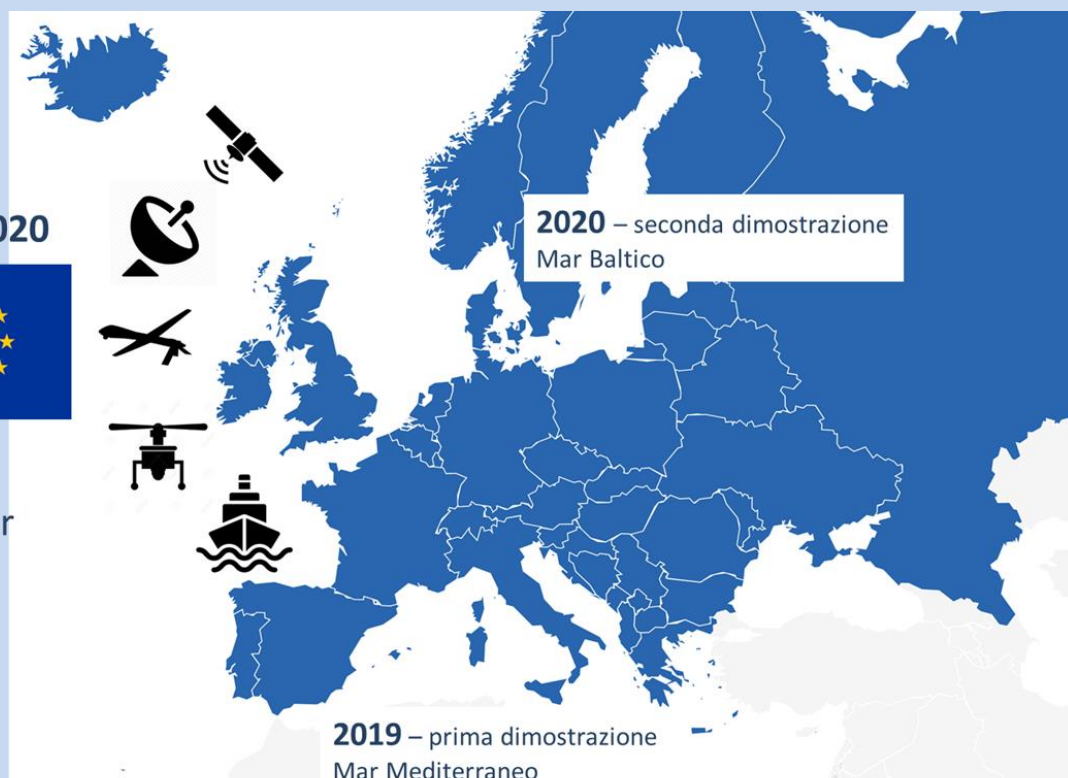 020
2020 – seconda dimostrazione
Mar Baltico
r
2019 – prima dimostrazione
Mar Mediterraneo